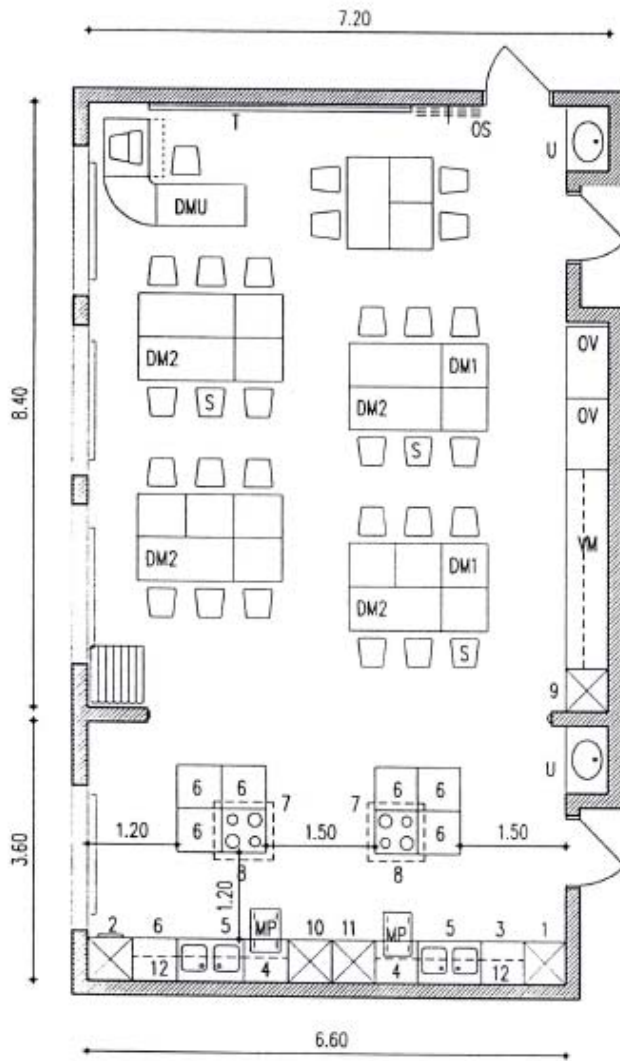 7.20
T
OS
U
DMU
DM2
DM1
OV
DM2
S
OV
S
8.40
VM
DM1
DM2
DM2
S
9
U
6 6 6 6
7 7
6 6
1.20 1.50 1.50
8 8
1.20
3.60
MP MP
2 6 5 10 11 5 3 1
12 4 4 12
6.60